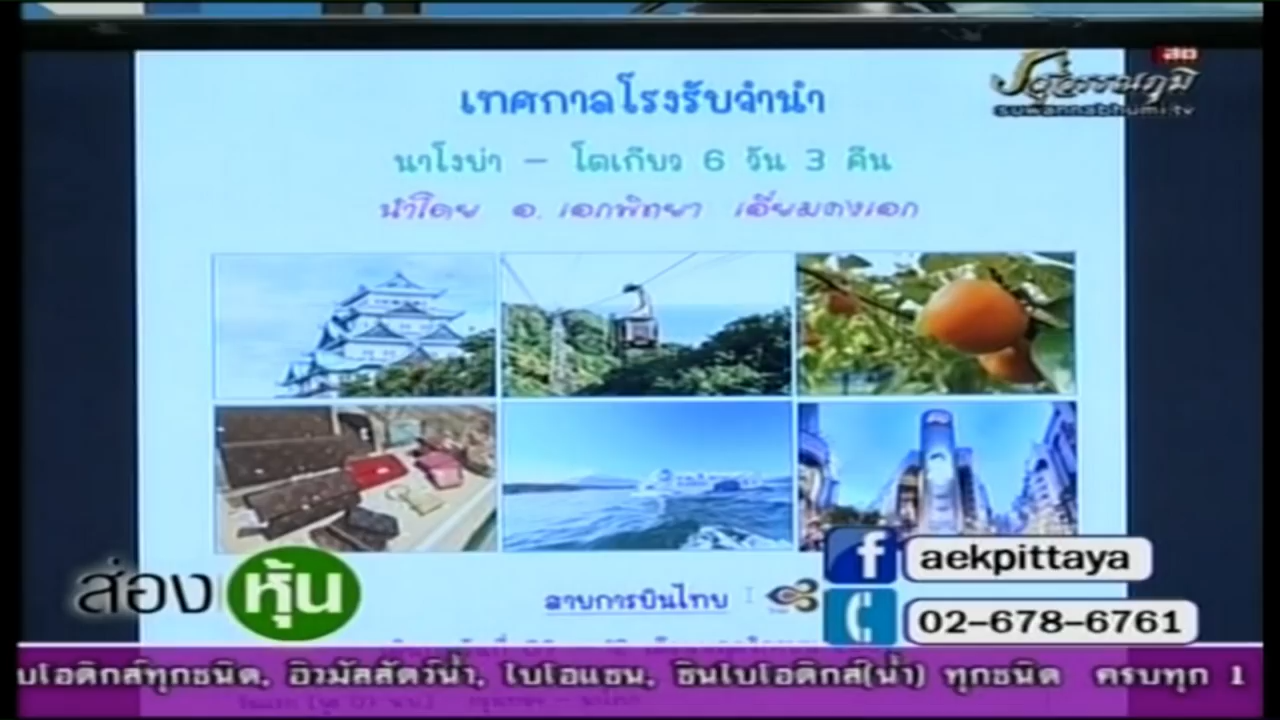 สด
สุวรรณภูมิ
suwannabhumi.tv
เทศกาลโรงรับจำนำ
นาโงย่า - โตเกียว 6 วัน 3 คืน
นำโดย อ. เอกพิทยา เอี่ยมคงเอก
สายการบินไทย
ส่อง หุ้น
aekpittaya
02-678-6761
บไอติกส์ทุกชนิด, อิวมัสสัตว์น้ำ, ไบโอแซน, ซินไบโอติกส์(น้ำ) ทุกชนิด ครบทุก 1